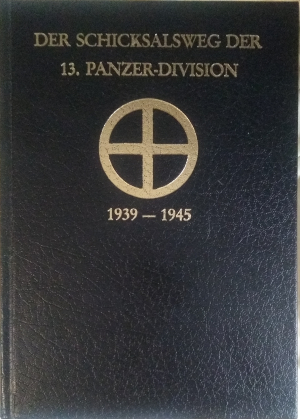 DER SCHICKSALSWEG DER
13. PANZER-DIVISION
1939 — 1945